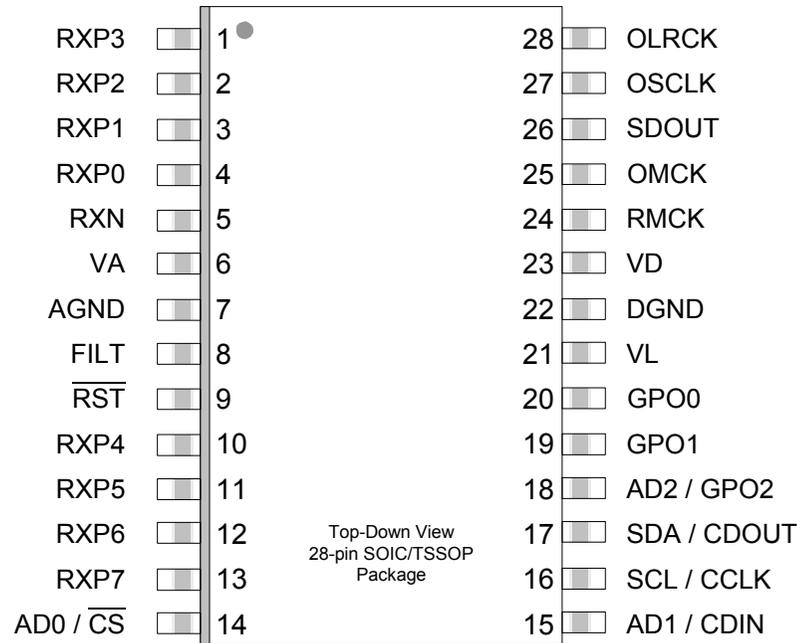 RXP3 1 28 OLRCK
RXP2 2 27 OSCLK
RXP1 3 26 SDOUT
RXP0 4 25 OMCK
RXN 5 24 RMCK
VA 6 23 VD
AGND 7 22 DGND
FILT 8 21 VL
R̅S̅T̅ 9 20 GPO0
RXP4 10 19 GPO1
RXP5 11 18 AD2 / GPO2
RXP6 12 17 SDA / CDOUT
RXP7 13 16 SCL / CCLK
AD0 / C̅S̅ 14 15 AD1 / CDIN
Top-Down View
28-pin SOIC/TSSOP
Package